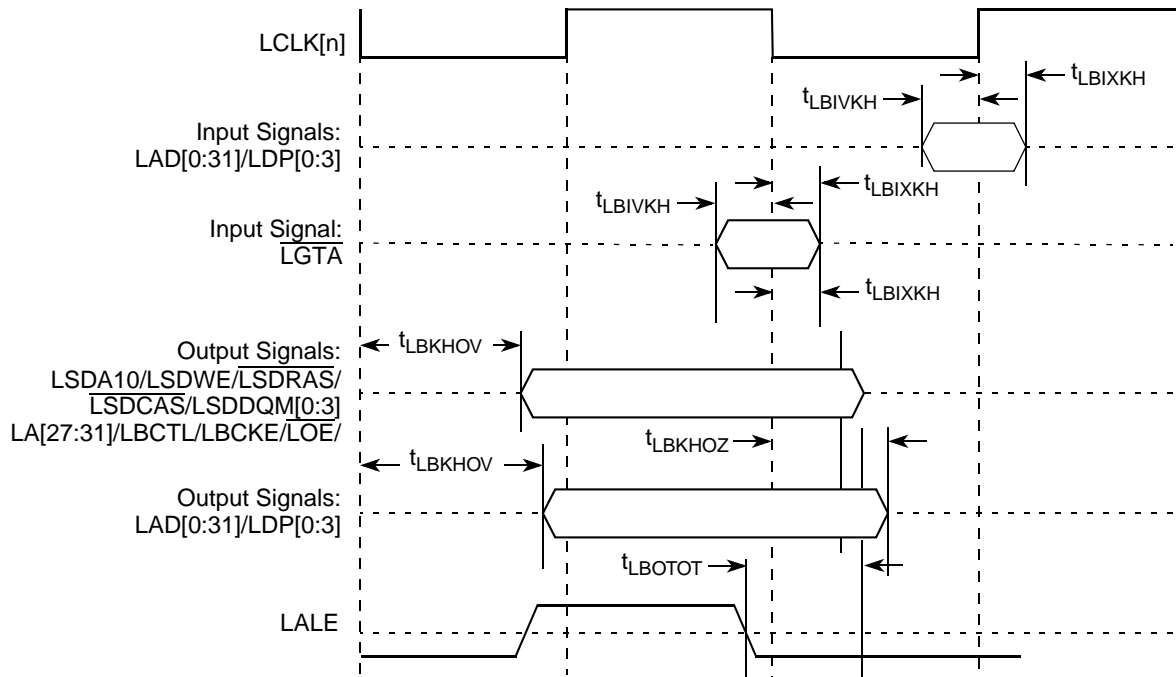 LCLK[n]
tLBIXKH
tLBIVKH
Input Signals:
LAD[0:31]/LDP[0:3]
tLBIXKH
tLBIVKH
Input Signal:
LGTA
tLBIXKH
tLBKHOV
Output Signals:
LSDA10/LSDWE/LSDRAS/
LSDCAS/LSDDQM[0:3]
LA[27:31]/LBCTL/LBCKE/LOE/
tLBKHOZ
tLBKHOV
Output Signals:
LAD[0:31]/LDP[0:3]
tLBOTOT
LALE